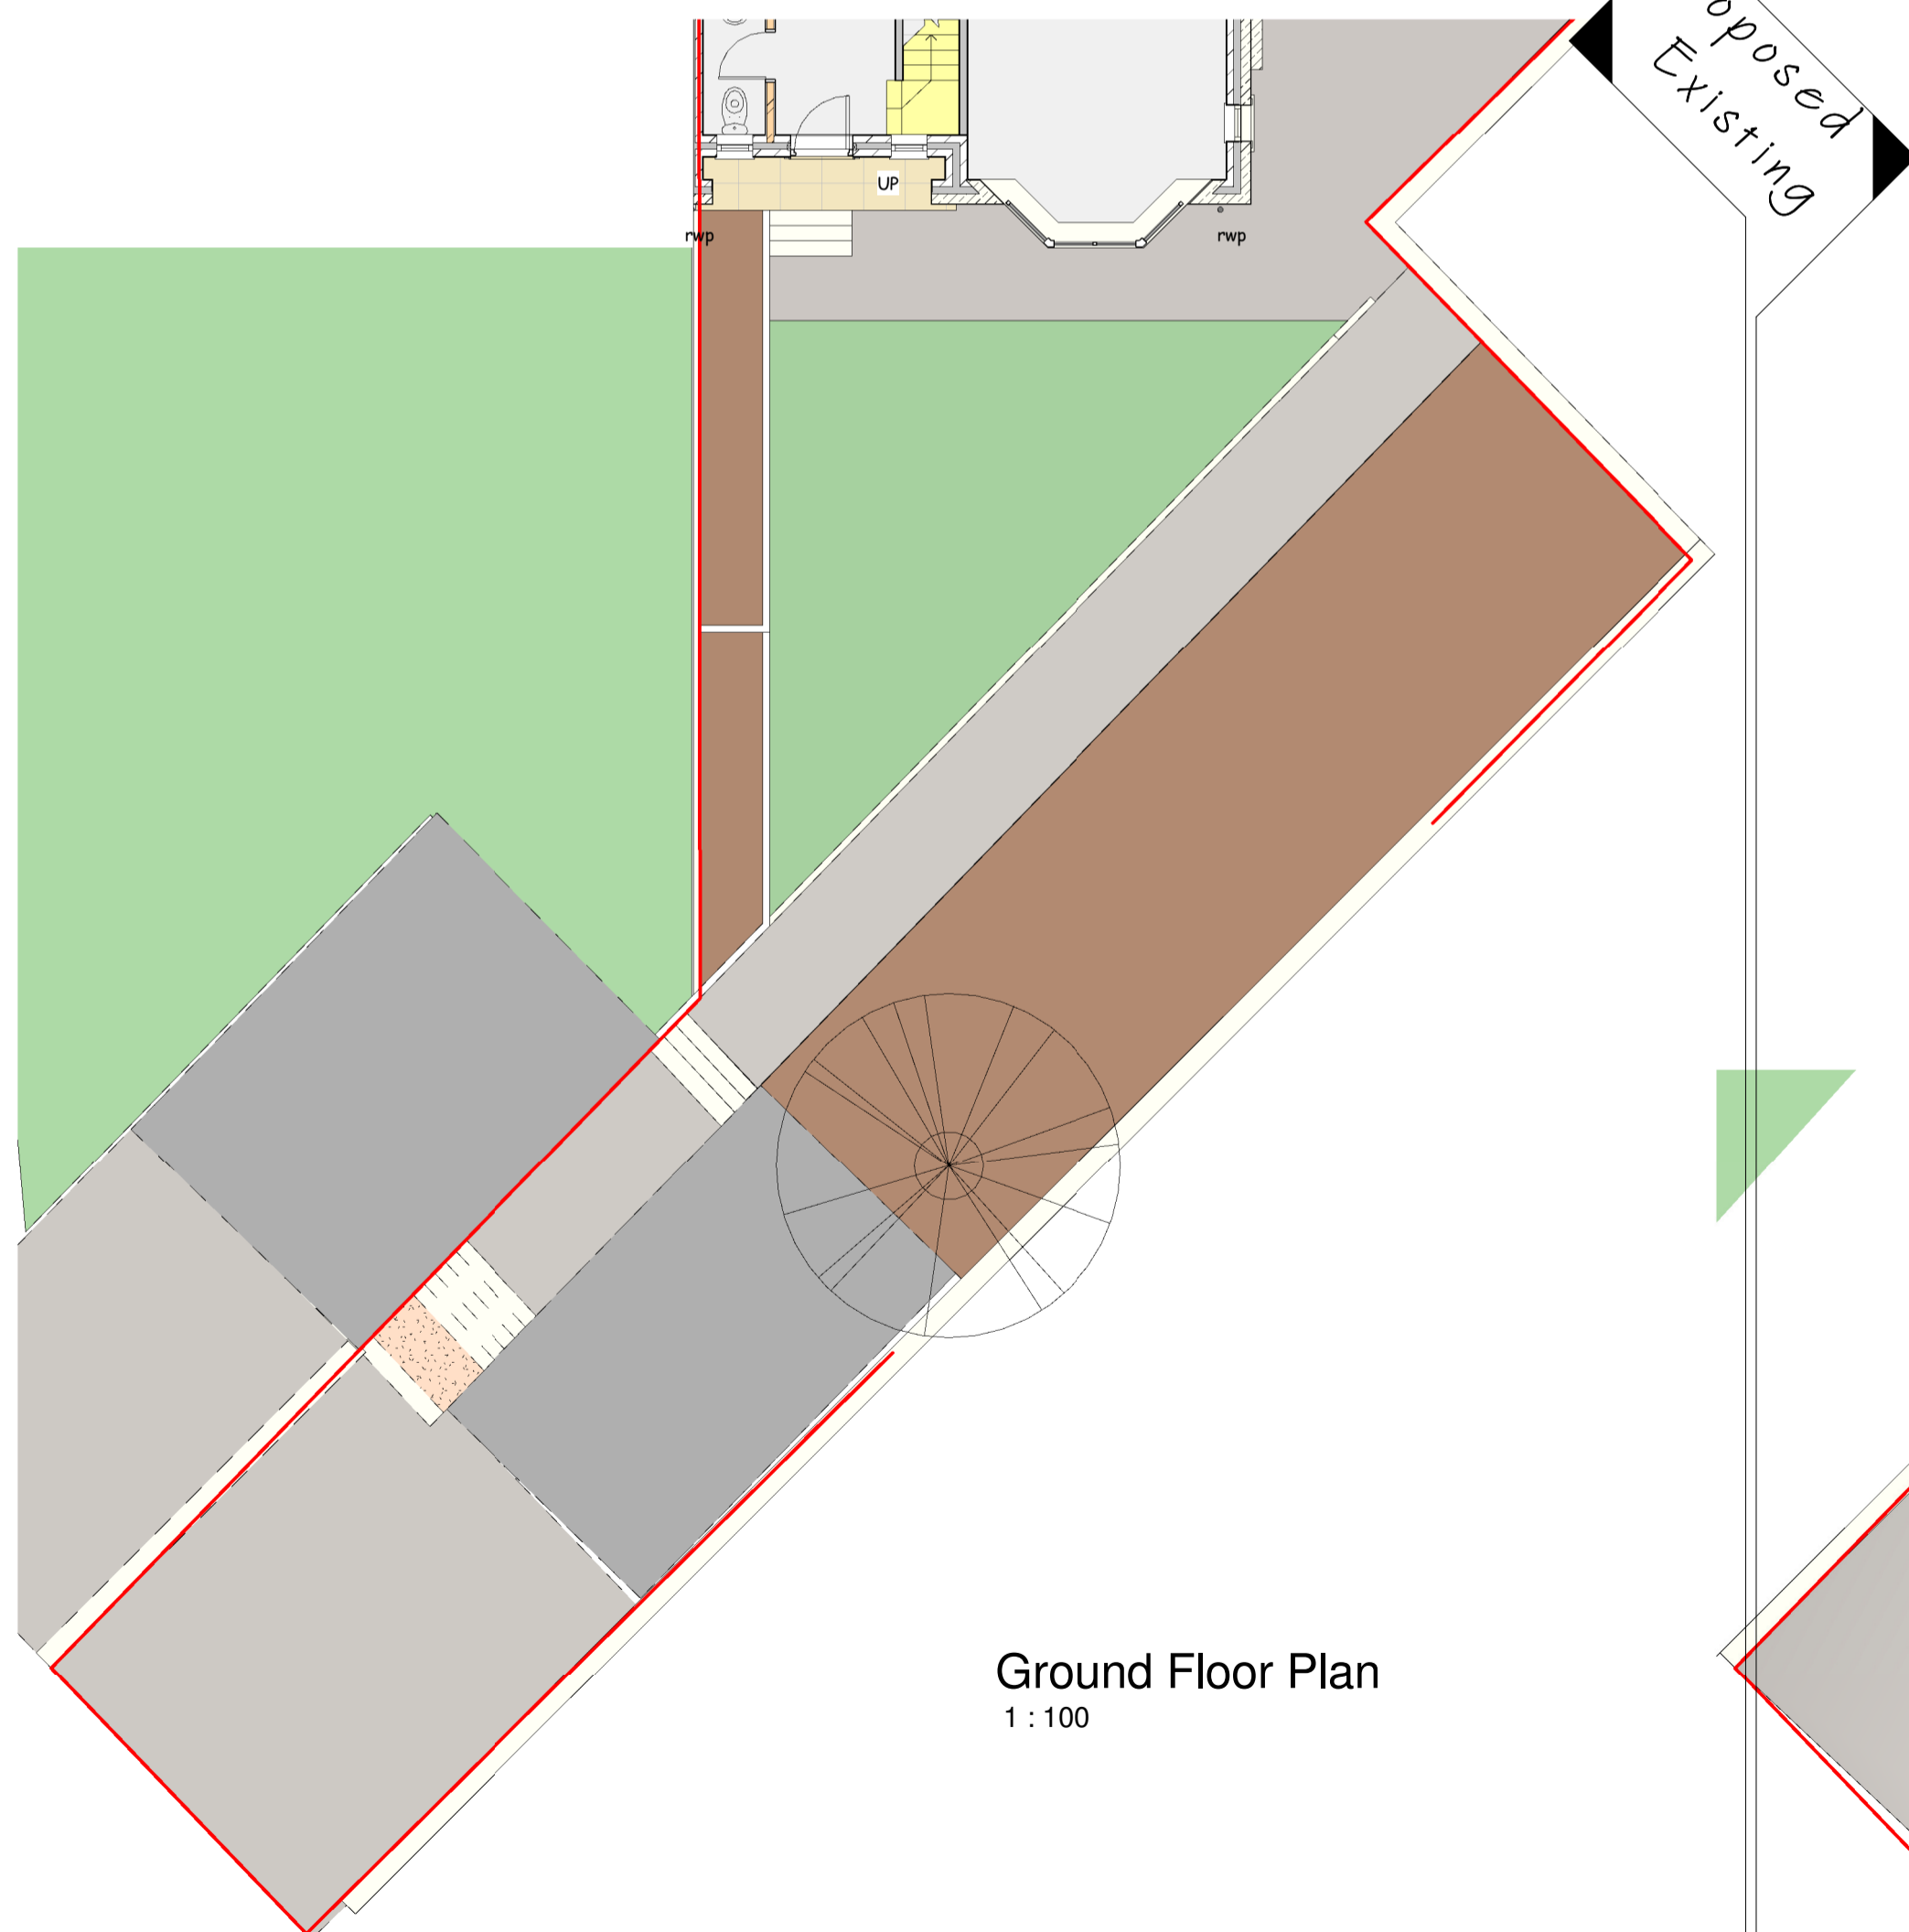 oposed
Existing
UP
rwp
rwp
Ground Floor Plan
1 : 100